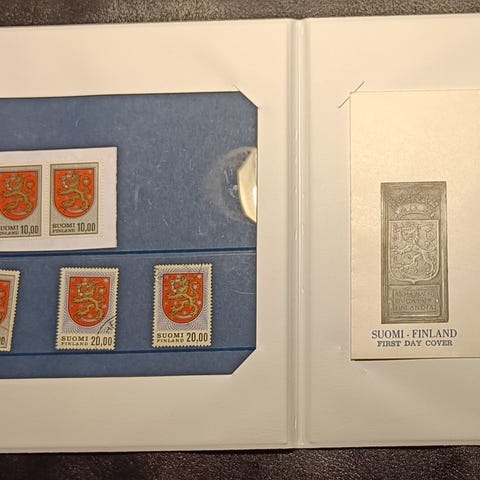 SUOMI
FINLAND 10,00
SUOMI
FINLAND 10,00
SUOMI
FINLAND 20,00
SUOMI
FINLAND 20,00
SUOMI · FINLAND
FIRST DAY COVER